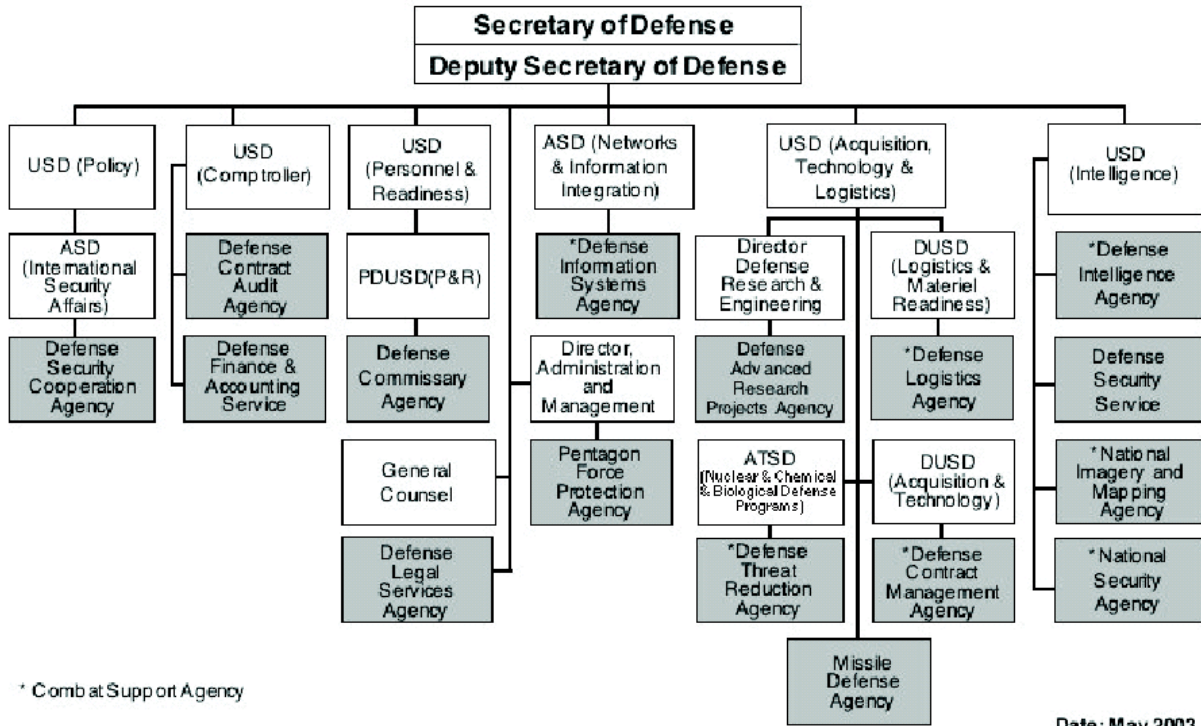 Secretary of Defense
Deputy Secretary of Defense
USD (Policy)
USD
(Comptroller)
USD
(Personnel &
Readiness)
ASD (Networks
& Information
Integration)
USD (Acquisition,
Technology &
Logistics)
USD
(Intelligence)
ASD
(International
Security
Affairs)
Defense
Contract
Audit
Agency
PDUSD(P&R)
*Defense
Information
Systems
Agency
Director
Defense
Research &
Engineering
DUSD
(Logistics &
Materiel
Readiness)
*Defense
Intelligence
Agency
Defense
Security
Cooperation
Agency
Defense
Finance &
Accounting
Service
Defense
Commissary
Agency
Director,
Administration
and
Management
Defense
Advanced
Research
Projects Agency
*Defense
Logistics
Agency
Defense
Security
Service
General
Counsel
Pentagon
Force
Protection
Agency
ATSD
(Nuclear & Chemical
& Biological Defense
Programs)
DUSD
(Acquisition &
Technology)
*National
Imagery and
Mapping
Agency
Defense
Legal
Services
Agency
*Defense
Threat
Reduction
Agency
*Defense
Contract
Management
Agency
*National
Security
Agency
Missile
Defense
Agency
* Combat Support Agency
Date: May 2003